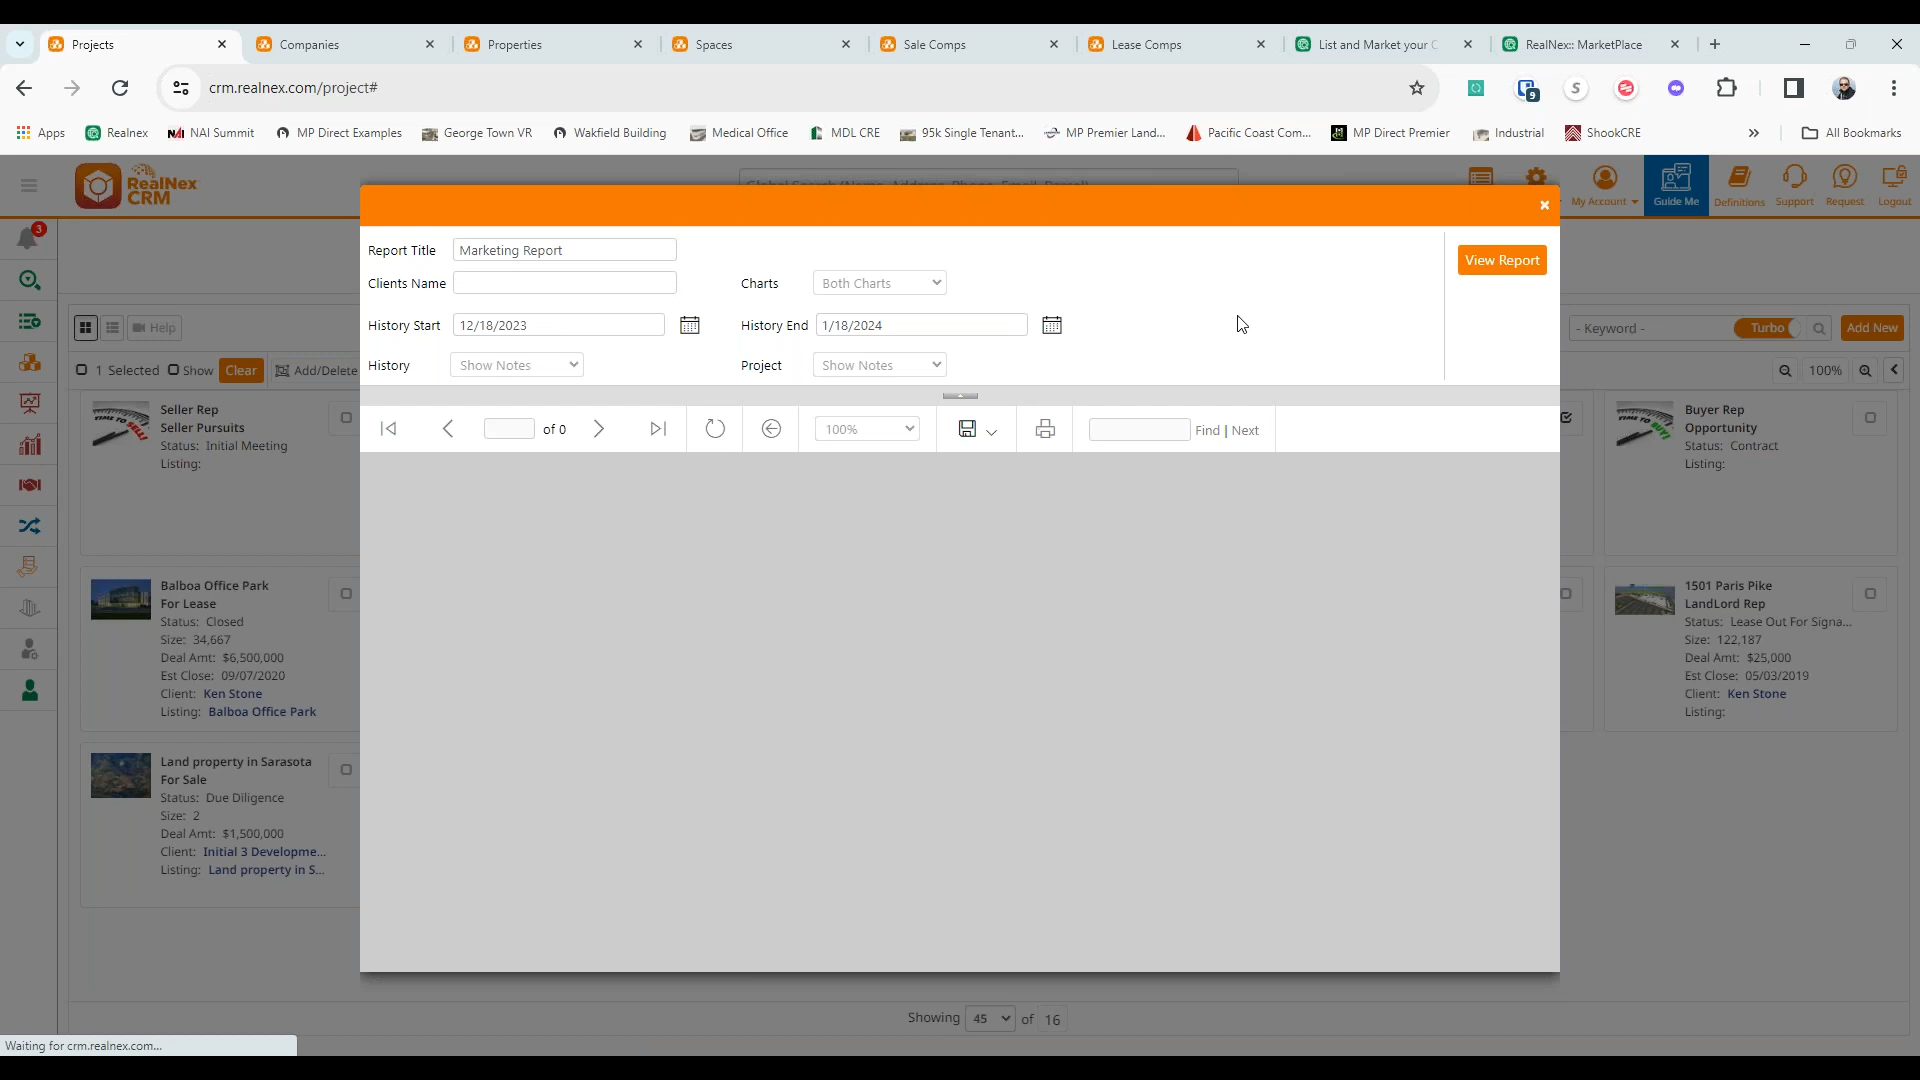 Projects
Companies
Properties
Spaces
Sale Comps
Lease Comps
List and Market your C
RealNex:: MarketPlace
crm.realnex.com/project#
S
9
Apps
Realnex
NAI Summit
MP Direct Examples
George Town VR
Wakfield Building
Medical Office
MDL CRE
95k Single Tenant...
MP Premier Land...
Pacific Coast Com...
MP Direct Premier
Industrial
ShookCRE
All Bookmarks
RealNex
CRM
Global Search (Name, Address, Phone, Email, Parcel)
My Account
Guide Me
Definitions
Support
Request
Logout
3
Report Title
Marketing Report
View Report
Clients Name
Charts
Both Charts
History Start
12/18/2023
History End
1/18/2024
History
Show Notes
Project
Show Notes
of 0
100%
Find | Next
Help
- Keyword -
Turbo
Add New
1 Selected
Show
Clear
Add/Delete
100%
Seller Rep
Seller Pursuits
Status: Initial Meeting
Listing:
Buyer Rep
Opportunity
Status: Contract
Listing:
Balboa Office Park
For Lease
Status: Closed
Size: 34,667
Deal Amt: $6,500,000
Est Close: 09/07/2020
Client: Ken Stone
Listing: Balboa Office Park
1501 Paris Pike
LandLord Rep
Status: Lease Out For Signa...
Size: 122,187
Deal Amt: $25,000
Est Close: 05/03/2019
Client: Ken Stone
Listing:
Land property in Sarasota
For Sale
Status: Due Diligence
Size: 2
Deal Amt: $1,500,000
Client: Initial 3 Developme...
Listing: Land property in S...
Showing 45 of 16
Waiting for crm.realnex.com...